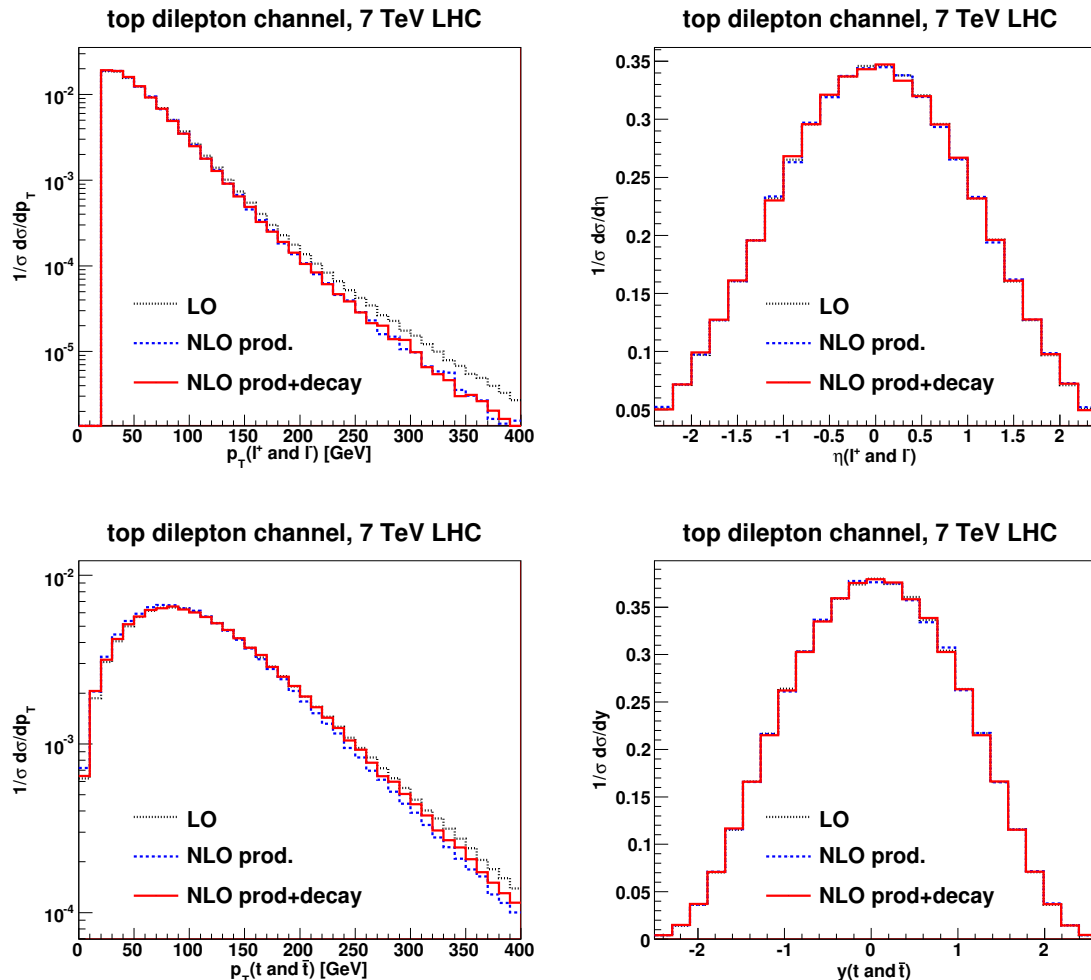 top dilepton channel, 7 TeV LHC
1/σ dσ/dp_T
10⁻²
10⁻³
10⁻⁴
10⁻⁵
LO
NLO prod.
NLO prod+decay
0 50 100 150 200 250 300 350 400
p_T(l⁺ and l⁻) [GeV]
top dilepton channel, 7 TeV LHC
1/σ dσ/dη
0.35
0.3
0.25
0.2
0.15
0.1
0.05
LO
NLO prod.
NLO prod+decay
-2 -1.5 -1 -0.5 0 0.5 1 1.5 2
η(l⁺ and l⁻)
top dilepton channel, 7 TeV LHC
1/σ dσ/dp_T
10⁻²
10⁻³
10⁻⁴
LO
NLO prod.
NLO prod+decay
0 50 100 150 200 250 300 350 400
p_T(t and t̄) [GeV]
top dilepton channel, 7 TeV LHC
1/σ dσ/dy
0.35
0.3
0.25
0.2
0.15
0.1
0.05
0
LO
NLO prod.
NLO prod+decay
-2 -1 0 1 2
y(t and t̄)